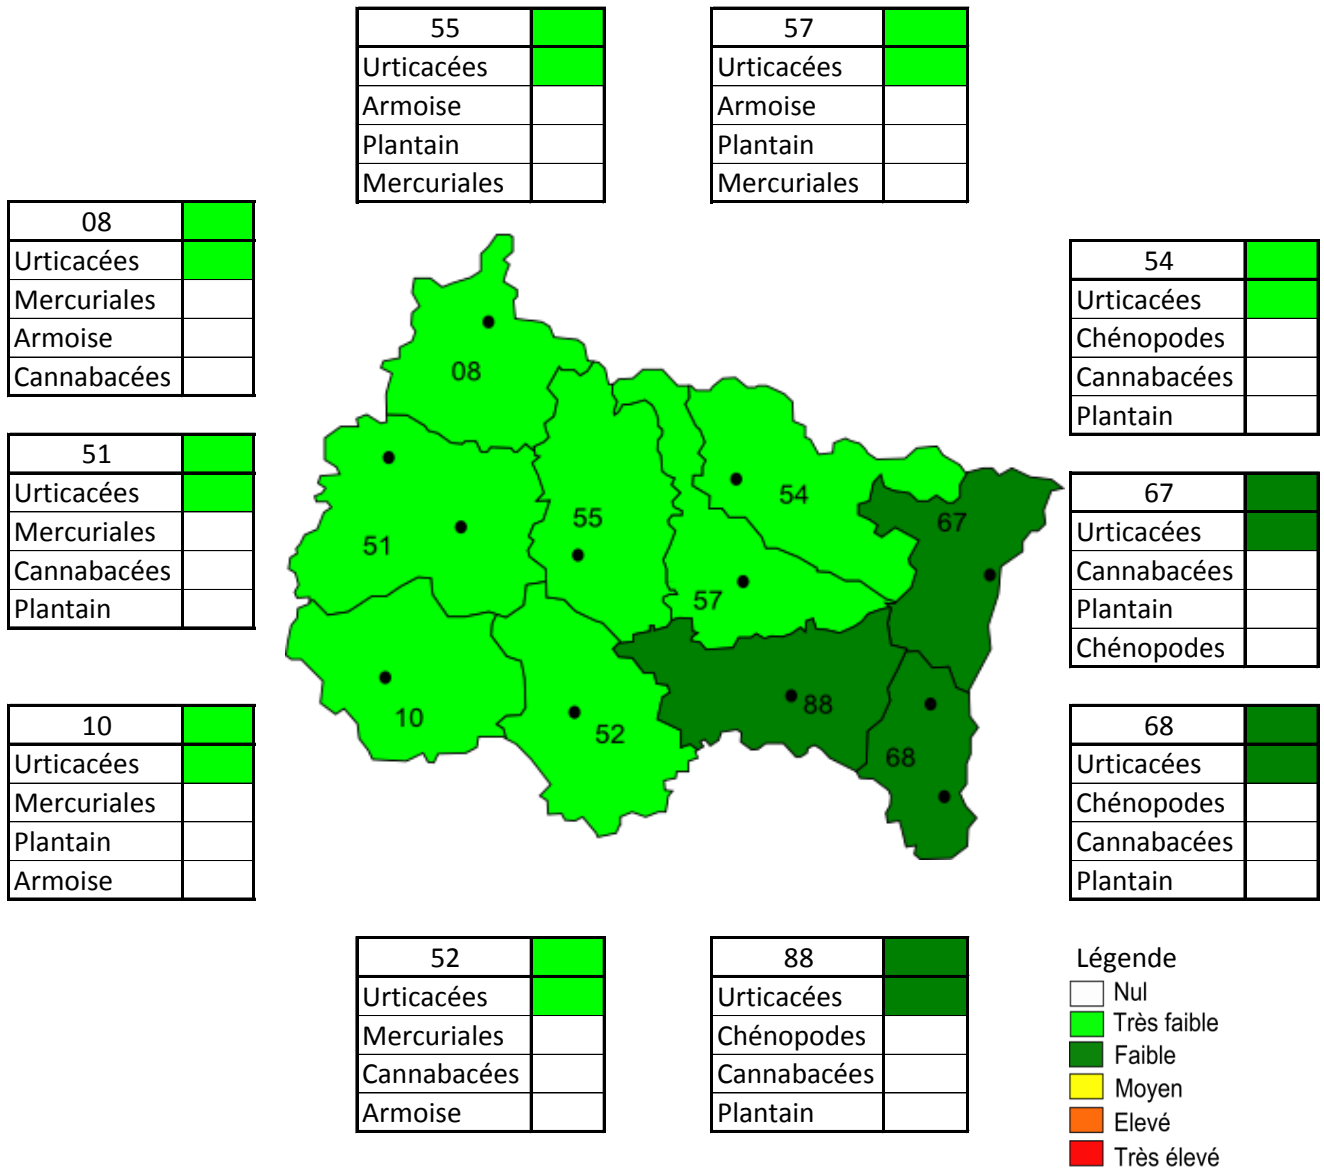 55
Urticacées
Armoise
Plantain
Mercuriales
57
Urticacées
Armoise
Plantain
Mercuriales
08
Urticacées
Mercuriales
Armoise
Cannabacées
51
Urticacées
Mercuriales
Cannabacées
Plantain
10
Urticacées
Mercuriales
Plantain
Armoise
08
55
51
54
67
57
10
52
88
68
54
Urticacées
Chénopodes
Cannabacées
Plantain
67
Urticacées
Cannabacées
Plantain
Chénopodes
68
Urticacées
Chénopodes
Cannabacées
Plantain
52
Urticacées
Mercuriales
Cannabacées
Armoise
88
Urticacées
Chénopodes
Cannabacées
Plantain
Légende
Nul
Très faible
Faible
Moyen
Elevé
Très élevé